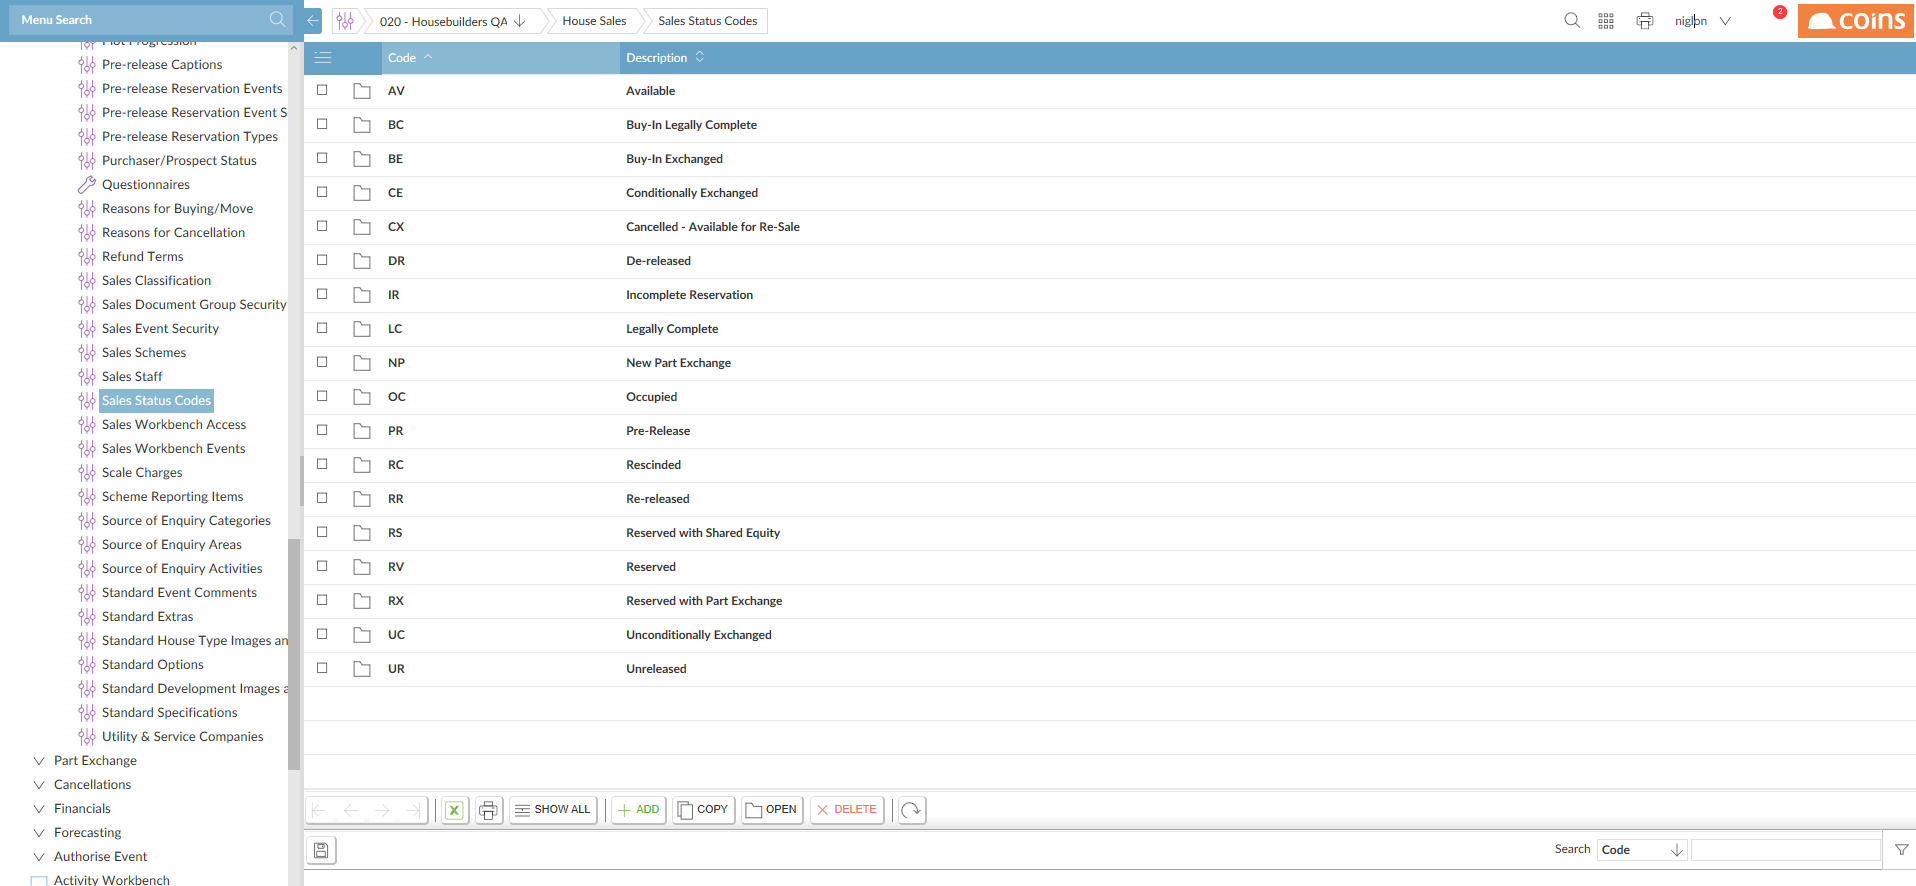 Menu Search
020 - Housebuilders QA
House Sales
Sales Status Codes
niglon
2
coins
Plot Progression
Pre-release Captions
Pre-release Reservation Events
Pre-release Reservation Event S
Pre-release Reservation Types
Purchaser/Prospect Status
Questionnaires
Reasons for Buying/Move
Reasons for Cancellation
Refund Terms
Sales Classification
Sales Document Group Security
Sales Event Security
Sales Schemes
Sales Staff
Sales Status Codes
Sales Workbench Access
Sales Workbench Events
Scale Charges
Scheme Reporting Items
Source of Enquiry Categories
Source of Enquiry Areas
Source of Enquiry Activities
Standard Event Comments
Standard Extras
Standard House Type Images an
Standard Options
Standard Development Images a
Standard Specifications
Utility & Service Companies
Part Exchange
Cancellations
Financials
Forecasting
Authorise Event
Activity Workbench
Code Description
AV Available
BC Buy-In Legally Complete
BE Buy-In Exchanged
CE Conditionally Exchanged
CX Cancelled - Available for Re-Sale
DR De-released
IR Incomplete Reservation
LC Legally Complete
NP New Part Exchange
OC Occupied
PR Pre-Release
RC Rescinded
RR Re-released
RS Reserved with Shared Equity
RV Reserved
RX Reserved with Part Exchange
UC Unconditionally Exchanged
UR Unreleased
SHOW ALL ADD COPY OPEN DELETE
Search Code